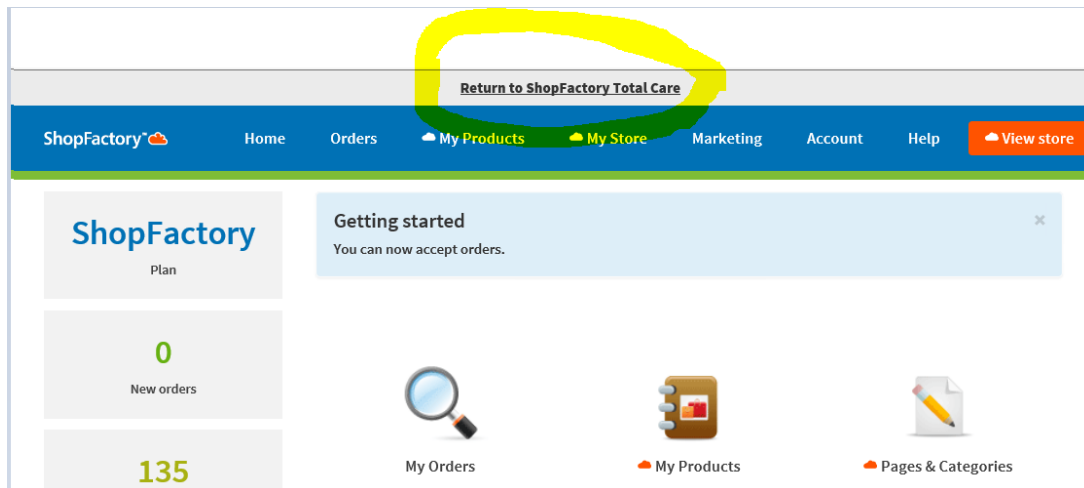 Return to ShopFactory Total Care
ShopFactory™ Home Orders My Products My Store Marketing Account Help View store
ShopFactory
Plan
Getting started
You can now accept orders.
0
New orders
135
My Orders My Products Pages & Categories